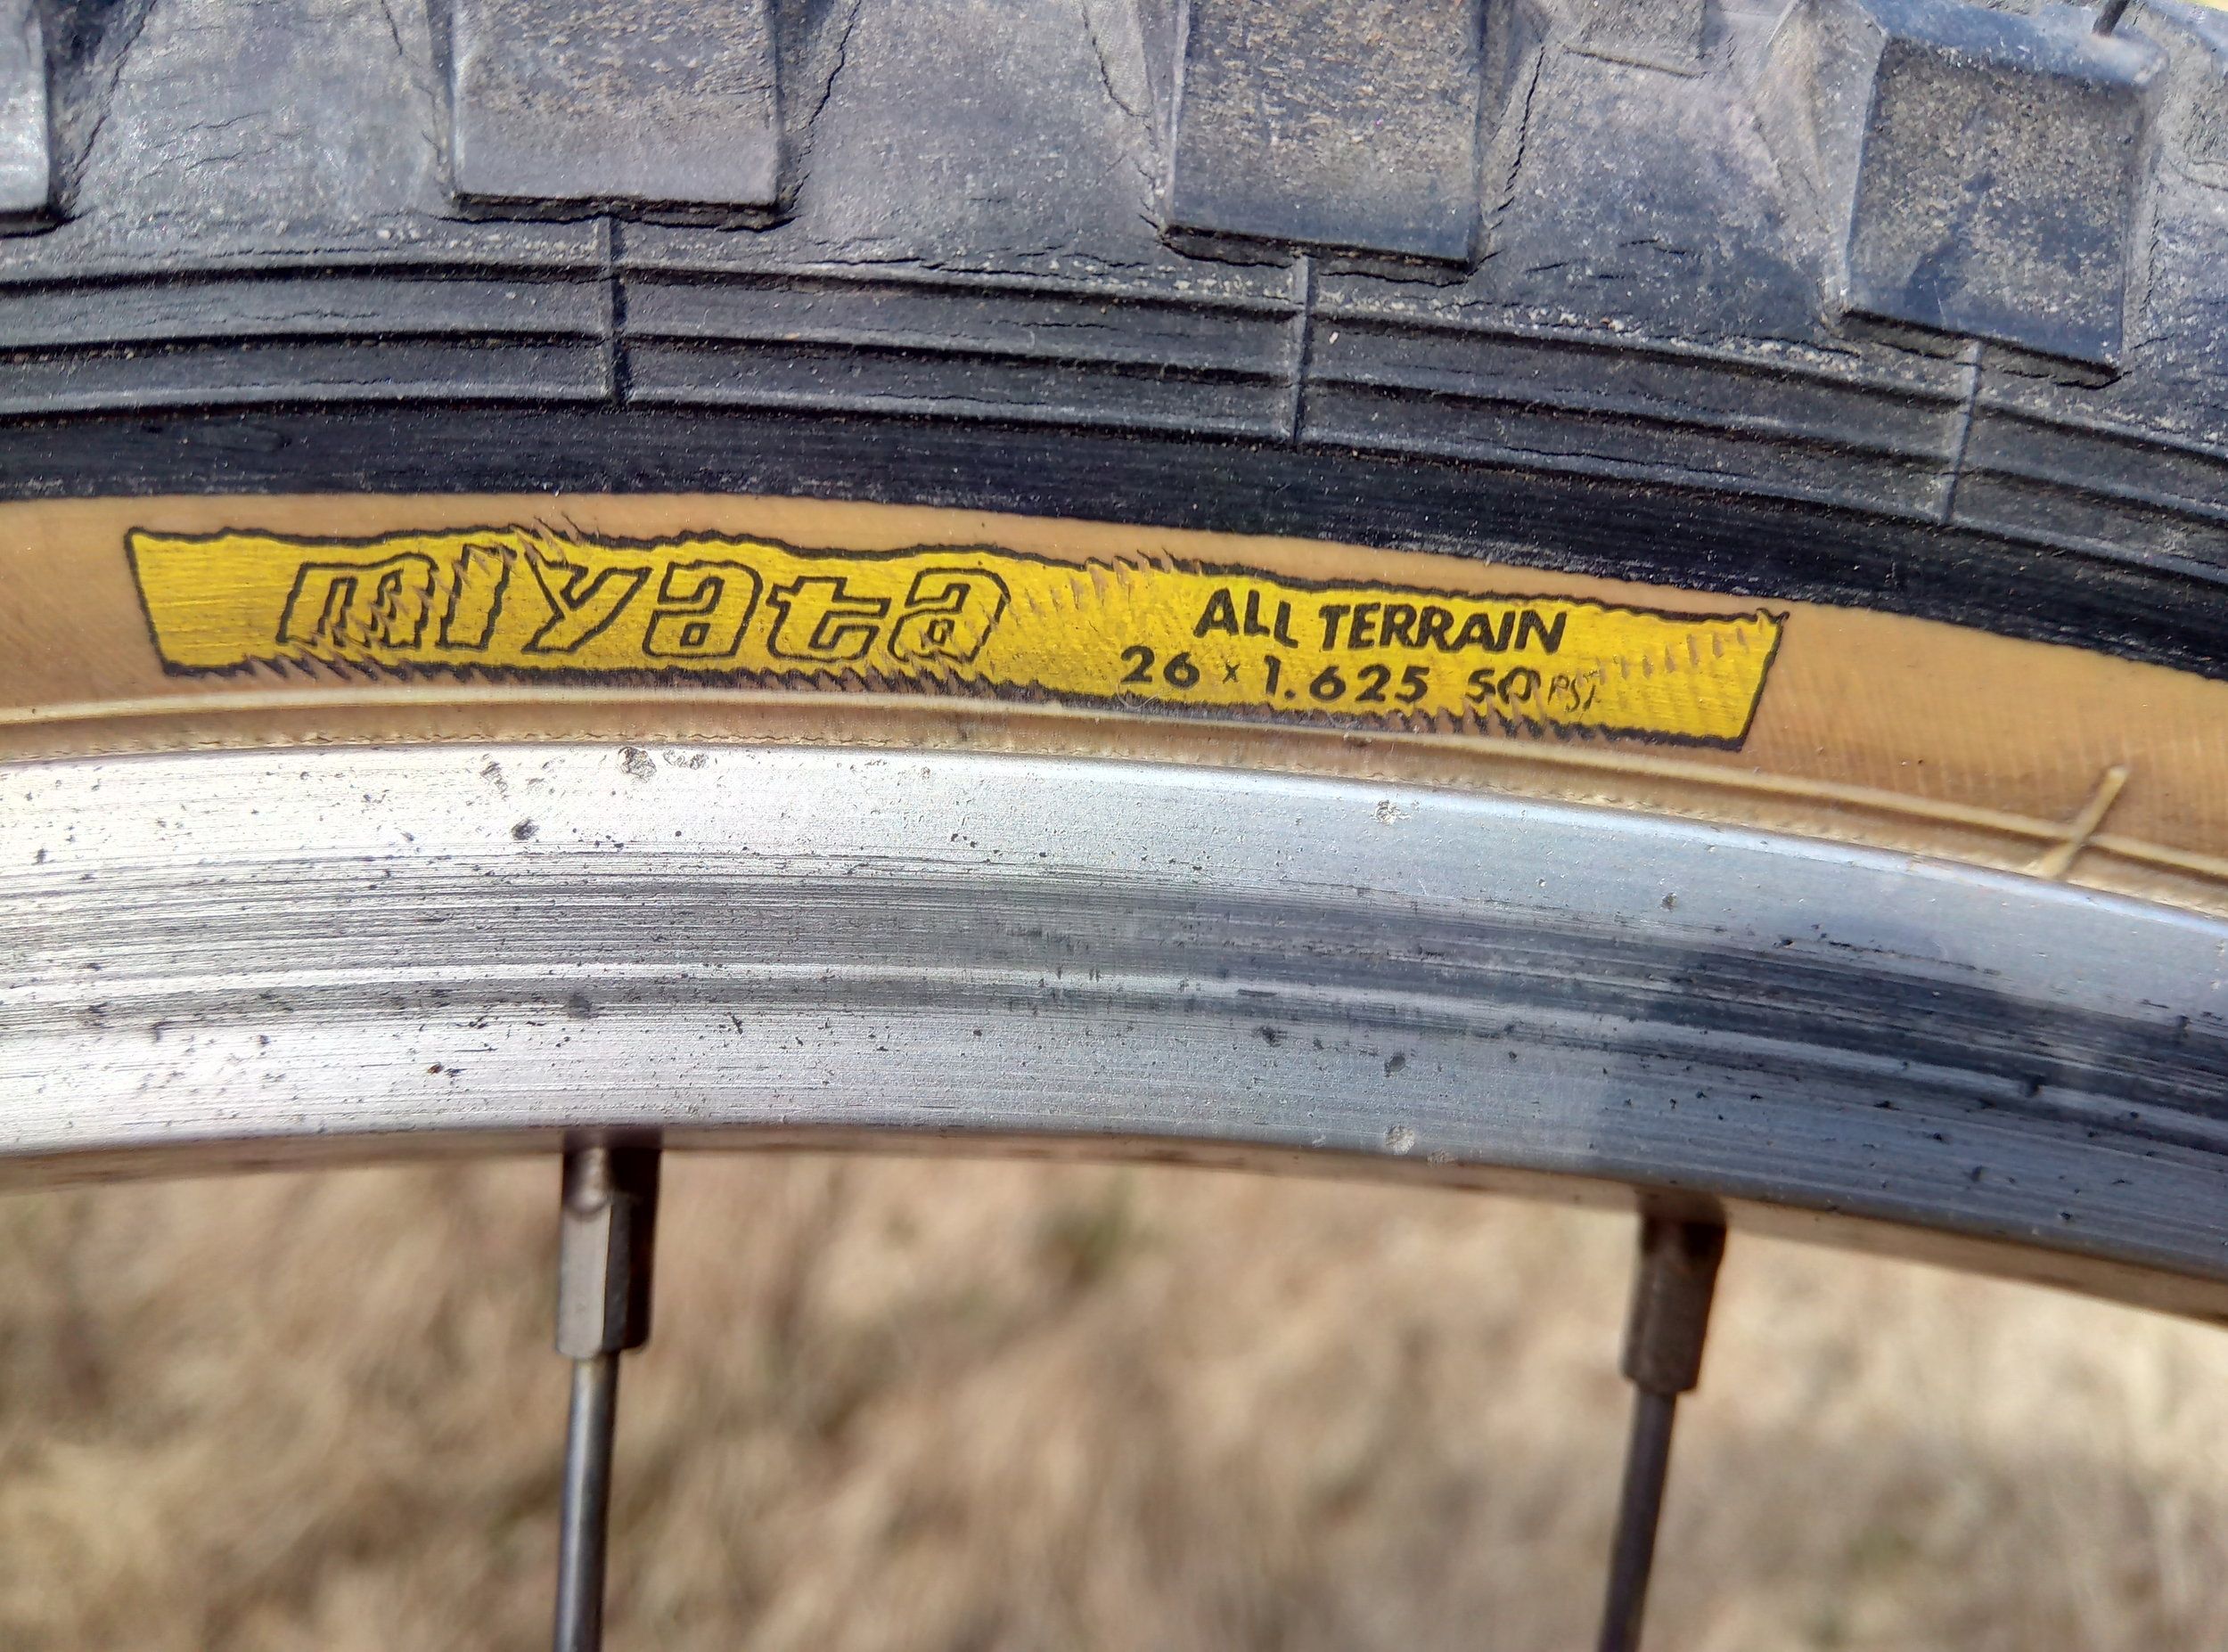 miyata
ALL TERRAIN
26 x 1.625 50 PSI